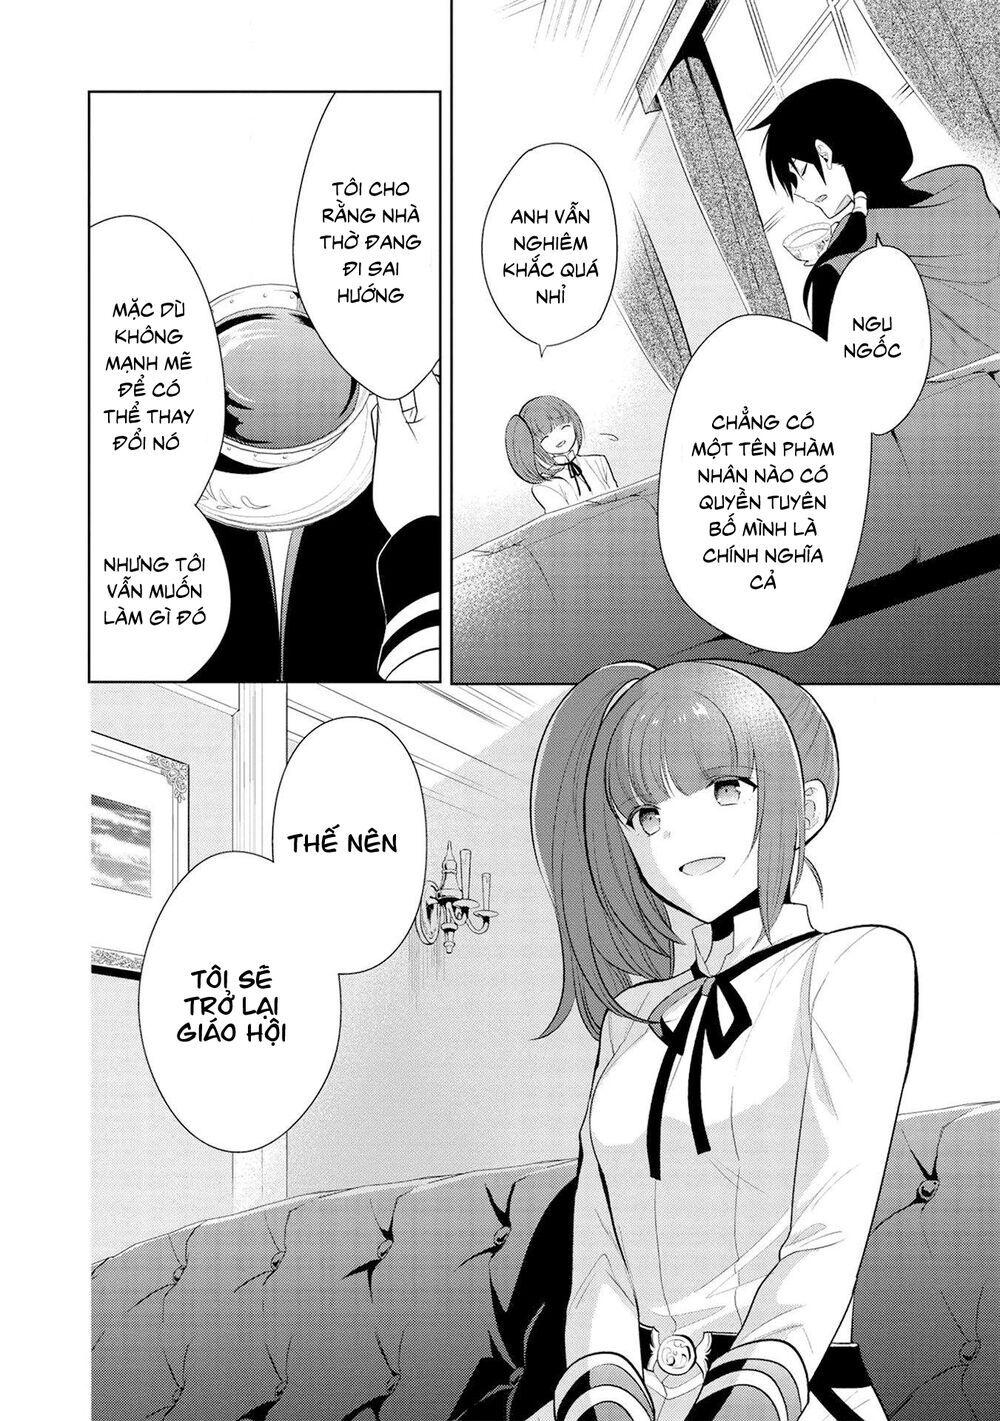 NGU
NGỐC
CHẲNG CÓ
MỘT TÊN PHÀM
NHÂN NÀO CÓ
QUYỀN TUYÊN
BỐ MÌNH LÀ
CHÍNH NGHĨA
CẢ
ANH VẪN
NGHIÊM
KHẮC QUÁ
NHỈ
TÔI CHO
RẰNG NHÀ
THỜ ĐANG
ĐI SAI
HƯỚNG
MẶC DÙ
KHÔNG
MẠNH MẼ
ĐỂ CÓ
THỂ THAY
ĐỔI NÓ
NHƯNG TÔI
VẪN MUỐN
LÀM GÌ ĐÓ
THẾ NÊN
TÔI SẼ
TRỞ LẠI
GIÁO HỘI